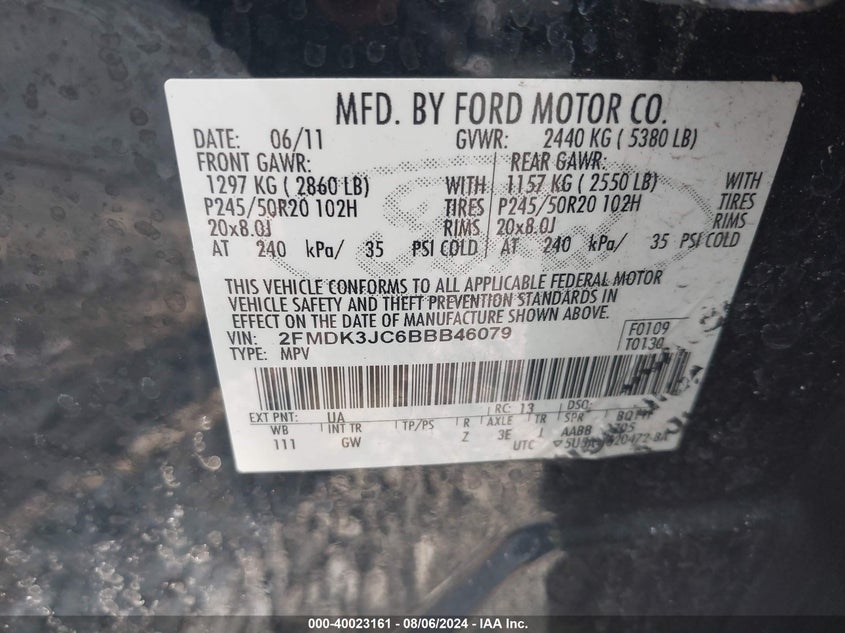 MFD. BY FORD MOTOR CO.
DATE: 06/11 GVWR: 2440 KG ( 5380 LB)
FRONT GAWR: REAR GAWR:
1297 KG ( 2860 LB) WITH 1157 KG ( 2550 LB) WITH
P245/50R20 102H TIRES P245/50R20 102H TIRES
20x8.0J RIMS 20x8.0J RIMS
AT 240 kPa/ 35 PSI COLD AT 240 kPa/ 35 PSI COLD
THIS VEHICLE CONFORMS TO ALL APPLICABLE FEDERAL MOTOR
VEHICLE SAFETY AND THEFT PREVENTION STANDARDS IN
EFFECT ON THE DATE OF MANUFACTURE SHOWN ABOVE.
VIN: 2FMDK3JC6BBB46079 F0109
TYPE: MPV T0130
RC: 13 DSO:
EXT PNT: UA
WB INT TR TP/PS R AXLE TR SPR
111 GW Z 3E J AABB
UTC
000-40023161 - 08/06/2024 - IAA Inc.